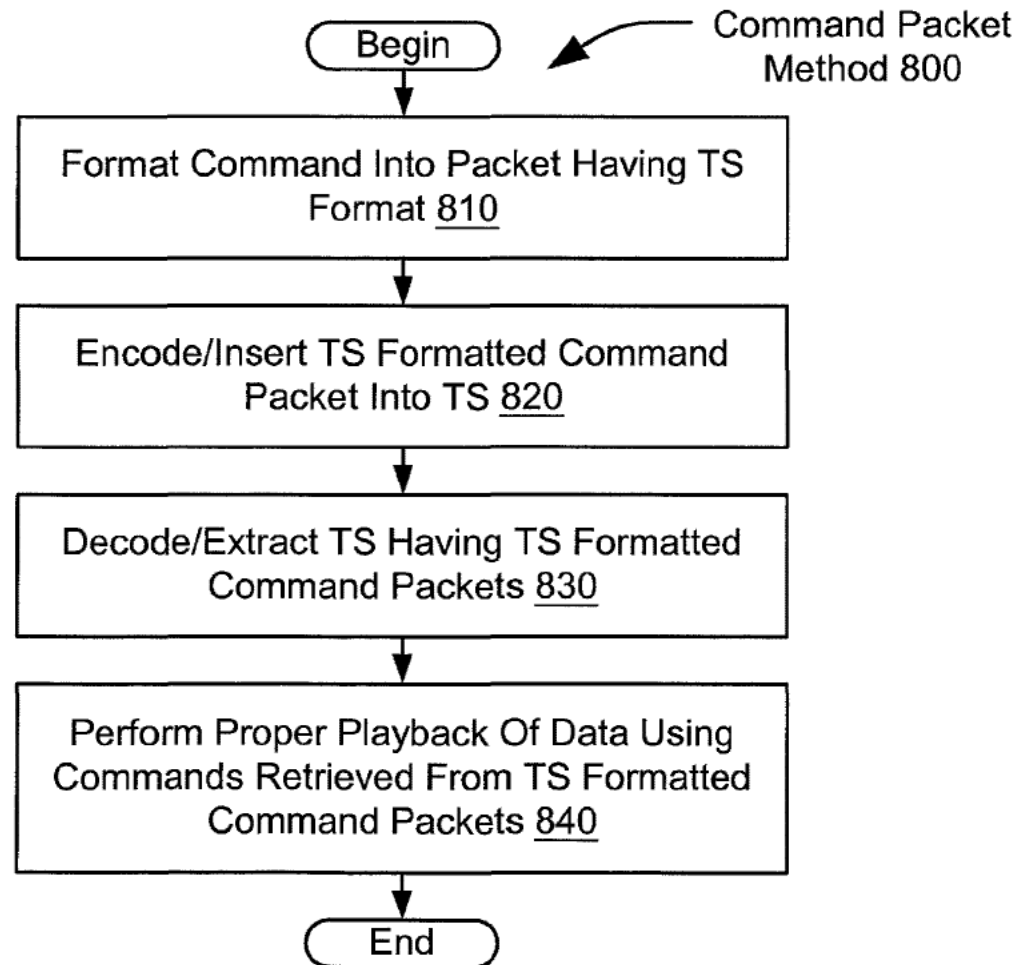 Begin
Command Packet
Method 800
Format Command Into Packet Having TS
Format 810
Encode/Insert TS Formatted Command
Packet Into TS 820
Decode/Extract TS Having TS Formatted
Command Packets 830
Perform Proper Playback Of Data Using
Commands Retrieved From TS Formatted
Command Packets 840
End